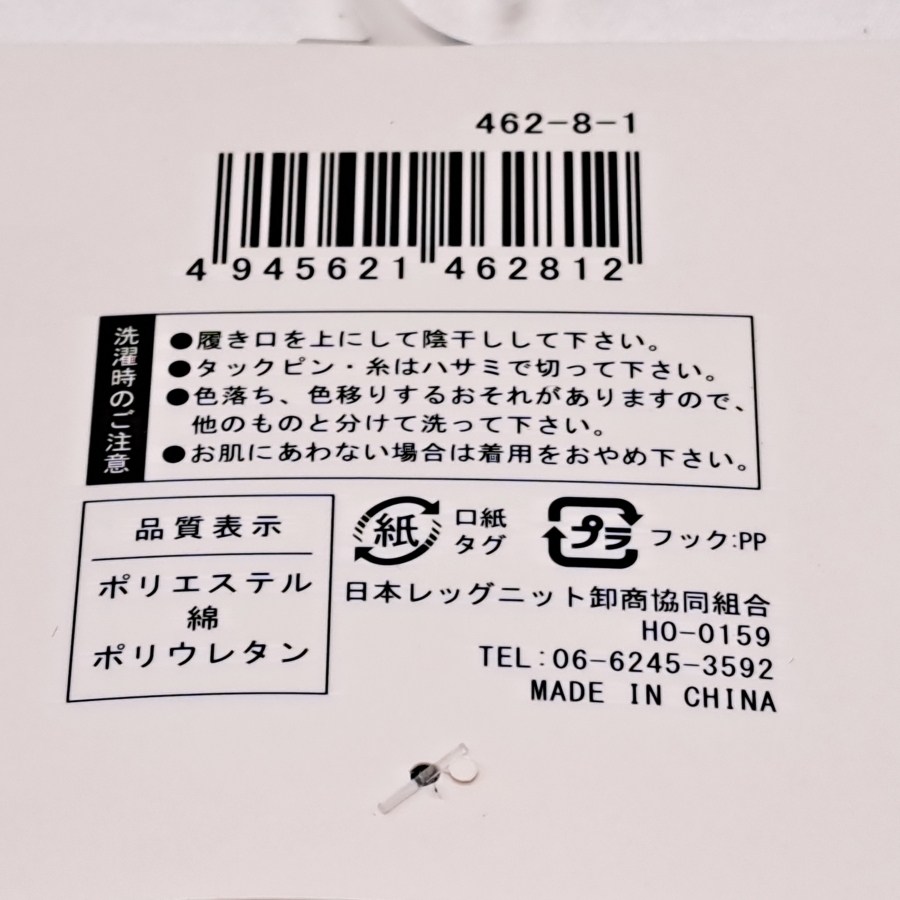 462-8-1
4 945621 462812
洗濯時のご注意
●履き口を上にして陰干しして下さい。
●タックピン・糸はハサミで切って下さい。
●色落ち、色移りするおそれがありますので、
他のものと分けて洗って下さい。
●お肌にあわない場合は着用をおやめ下さい。
品質表示
ポリエステル
綿
ポリウレタン
紙
口紙
タグ
プラ
フック:PP
日本レッグニット卸商協同組合
HO-0159
TEL:06-6245-3592
MADE IN CHINA